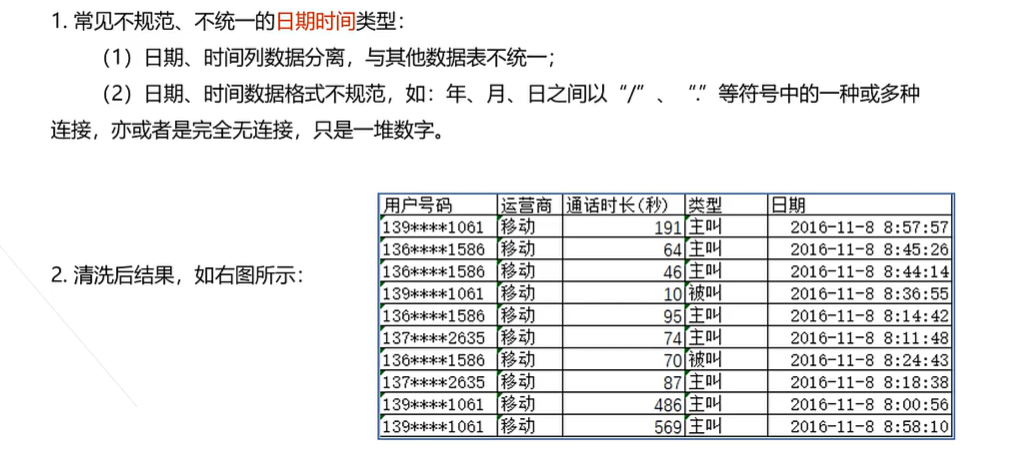 1. 常见不规范、不统一的日期时间类型：
（1）日期、时间列数据分离，与其他数据表不统一；
（2）日期、时间数据格式不规范，如：年、月、日之间以“/”、“.”等符号中的一种或多种
连接，亦或者是完全无连接，只是一堆数字。
2. 清洗后结果，如右图所示：
用户号码 运营商 通话时长(秒) 类型 日期
139****1061 移动 191 主叫 2016-11-8 8:57:57
136****1586 移动 64 主叫 2016-11-8 8:45:26
136****1586 移动 46 主叫 2016-11-8 8:44:14
139****1061 移动 10 被叫 2016-11-8 8:36:55
136****1586 移动 95 主叫 2016-11-8 8:14:42
137****2635 移动 74 主叫 2016-11-8 8:11:48
136****1586 移动 70 被叫 2016-11-8 8:24:43
137****2635 移动 87 主叫 2016-11-8 8:18:38
139****1061 移动 486 主叫 2016-11-8 8:00:56
139****1061 移动 569 主叫 2016-11-8 8:58:10